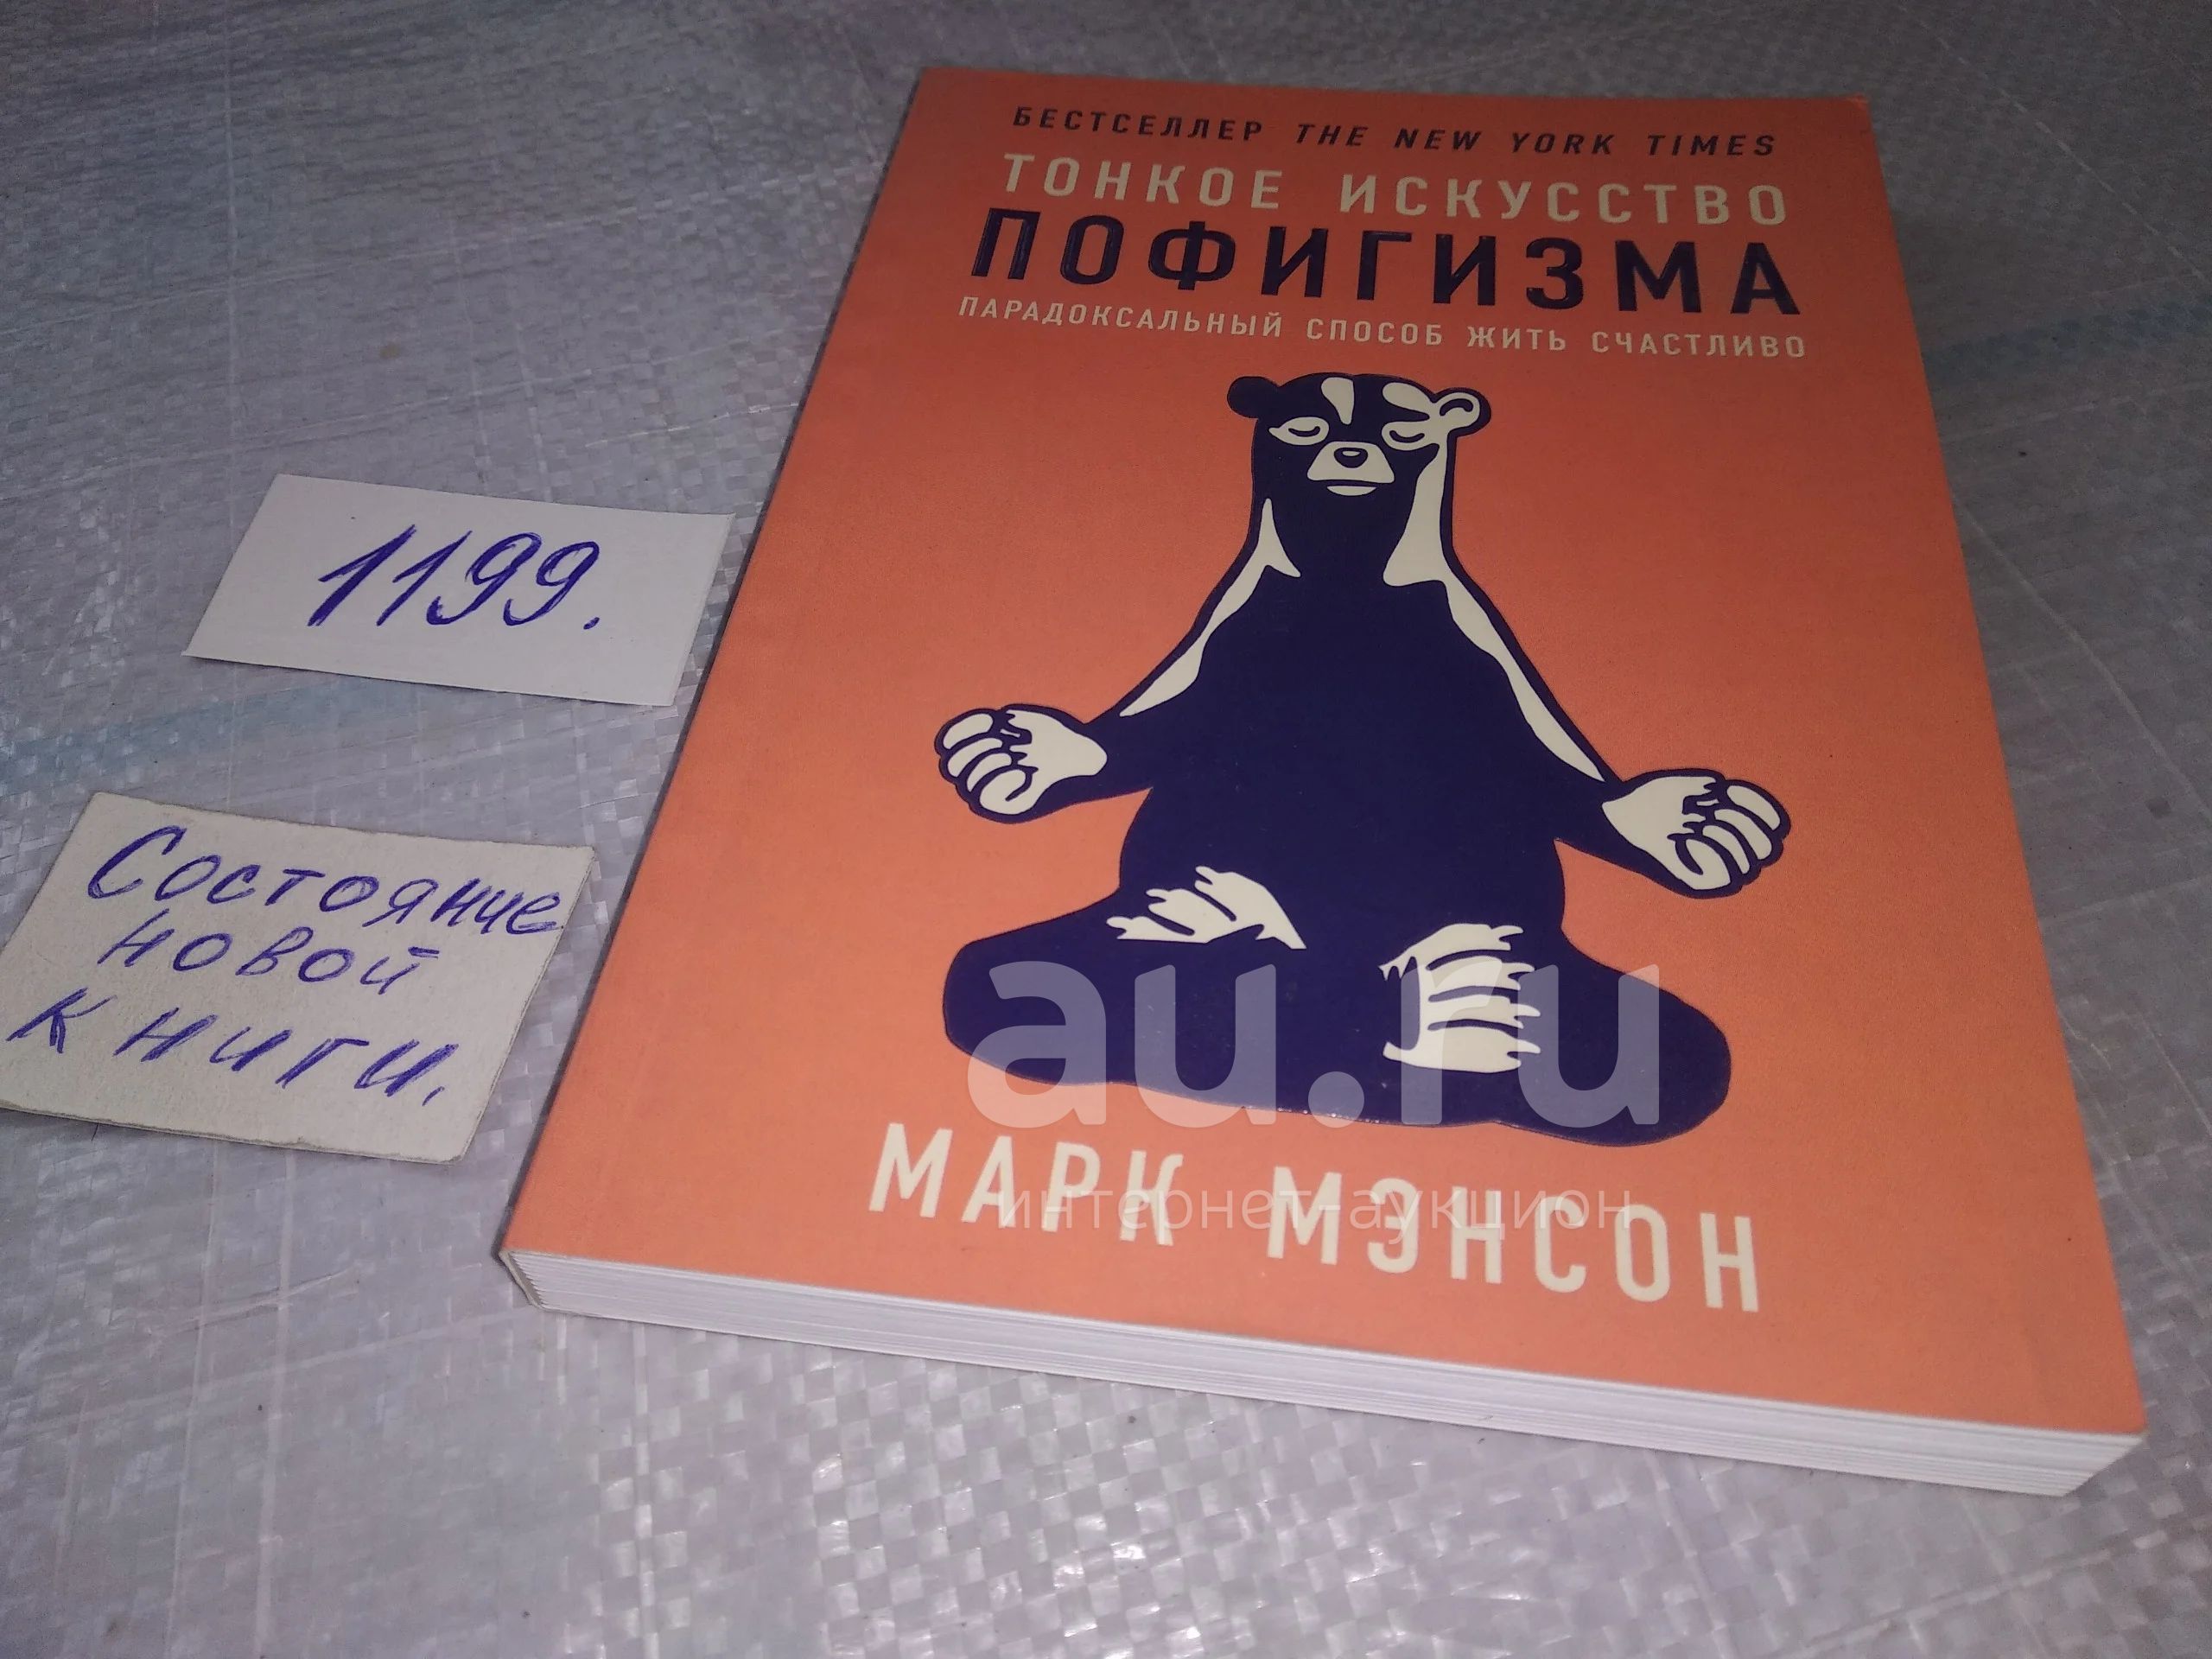 БЕСТСЕЛЛЕР THE NEW YORK TIMES
ТОНКОЕ ИСКУССТВО
ПОФИГИЗМА
ПАРАДОКСАЛЬНЫЙ СПОСОБ ЖИТЬ СЧАСТЛИВО
1199.
Состояние
новой
книги.
au.ru
интернет-аукцион
МАРК МЭНСОН